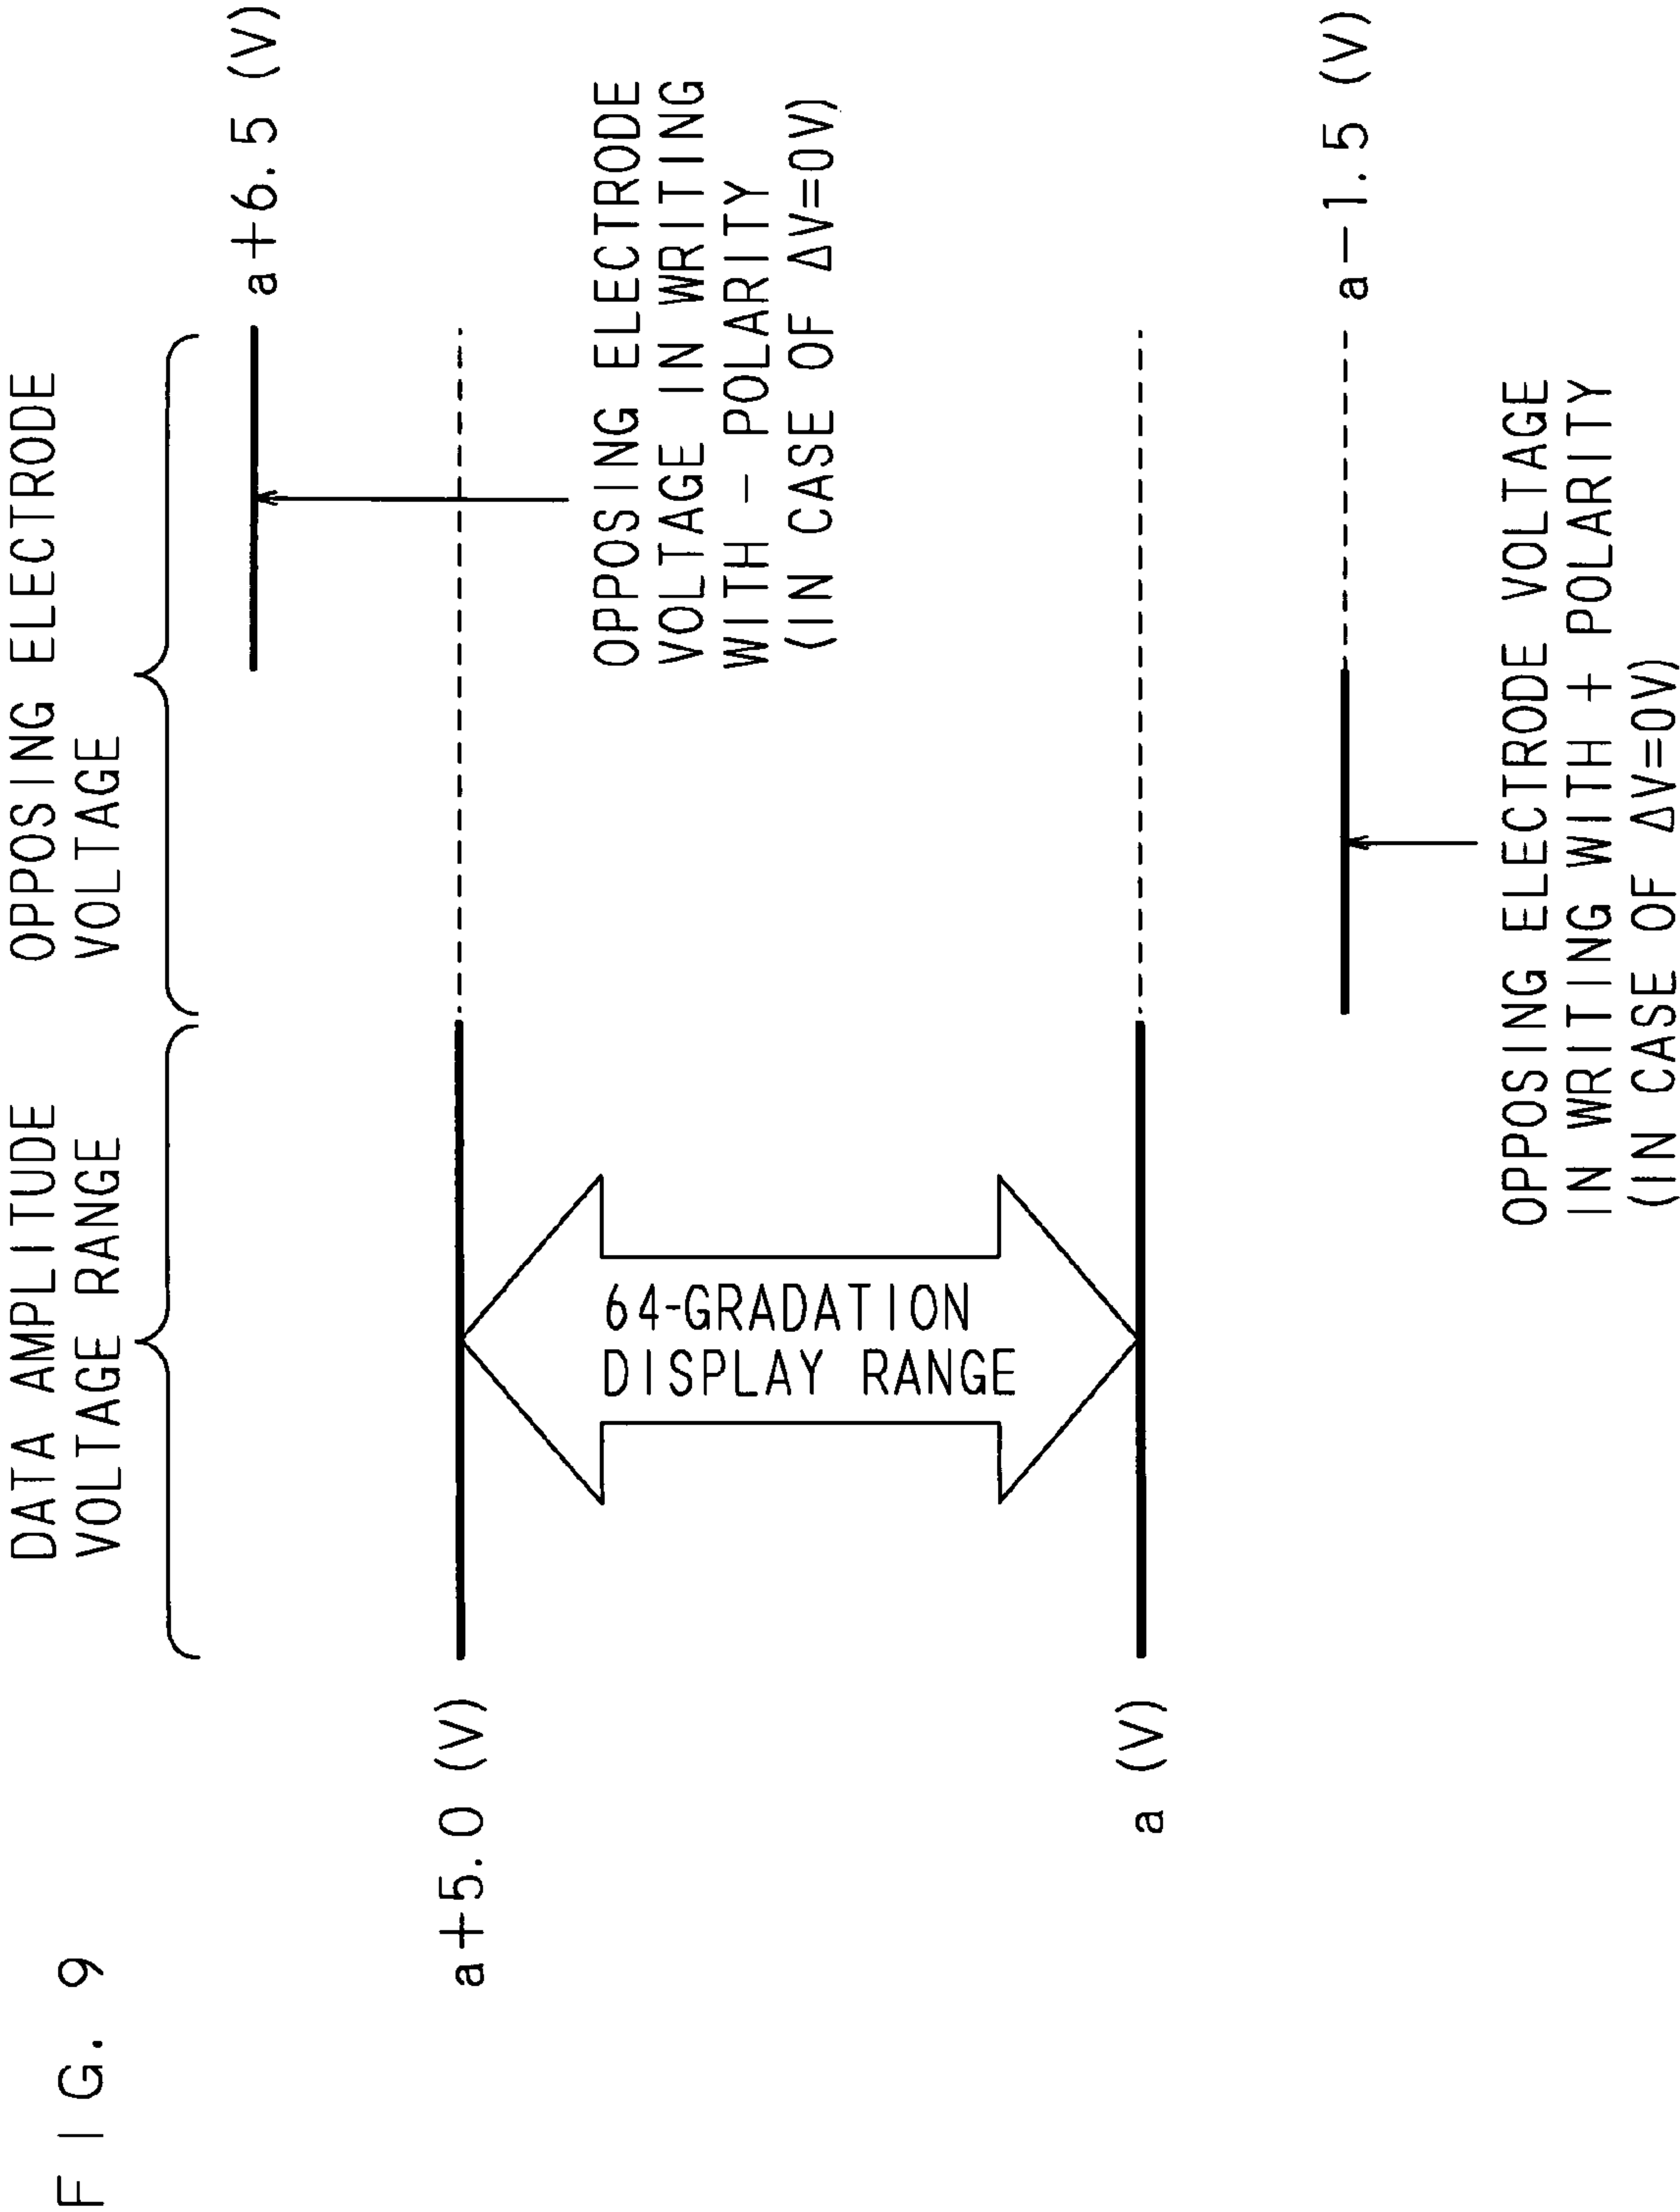 FIG. 9
DATA AMPLITUDE
VOLTAGE RANGE
OPPOSING ELECTRODE
VOLTAGE
a+6.5 (V)
a+5.0 (V)
OPPOSING ELECTRODE
VOLTAGE IN WRITING
WITH - POLARITY
(IN CASE OF ΔV=0V)
64-GRADATION
DISPLAY RANGE
a (V)
a-1.5 (V)
OPPOSING ELECTRODE VOLTAGE
IN WRITING WITH + POLARITY
(IN CASE OF ΔV=0V)